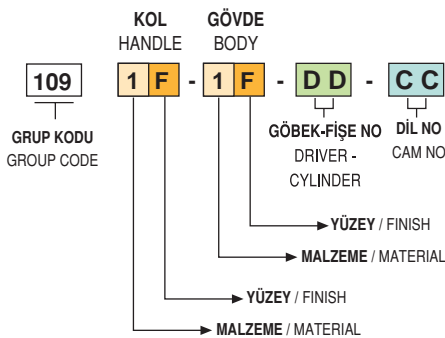 KOL
HANDLE
GÖVDE
BODY
109 1 F - 1 F - D D - C C
GRUP KODU
GROUP CODE
GÖBEK-FİŞE NO
DRIVER -
CYLINDER
DİL NO
CAM NO
YÜZEY / FINISH
MALZEME / MATERIAL
YÜZEY / FINISH
MALZEME / MATERIAL